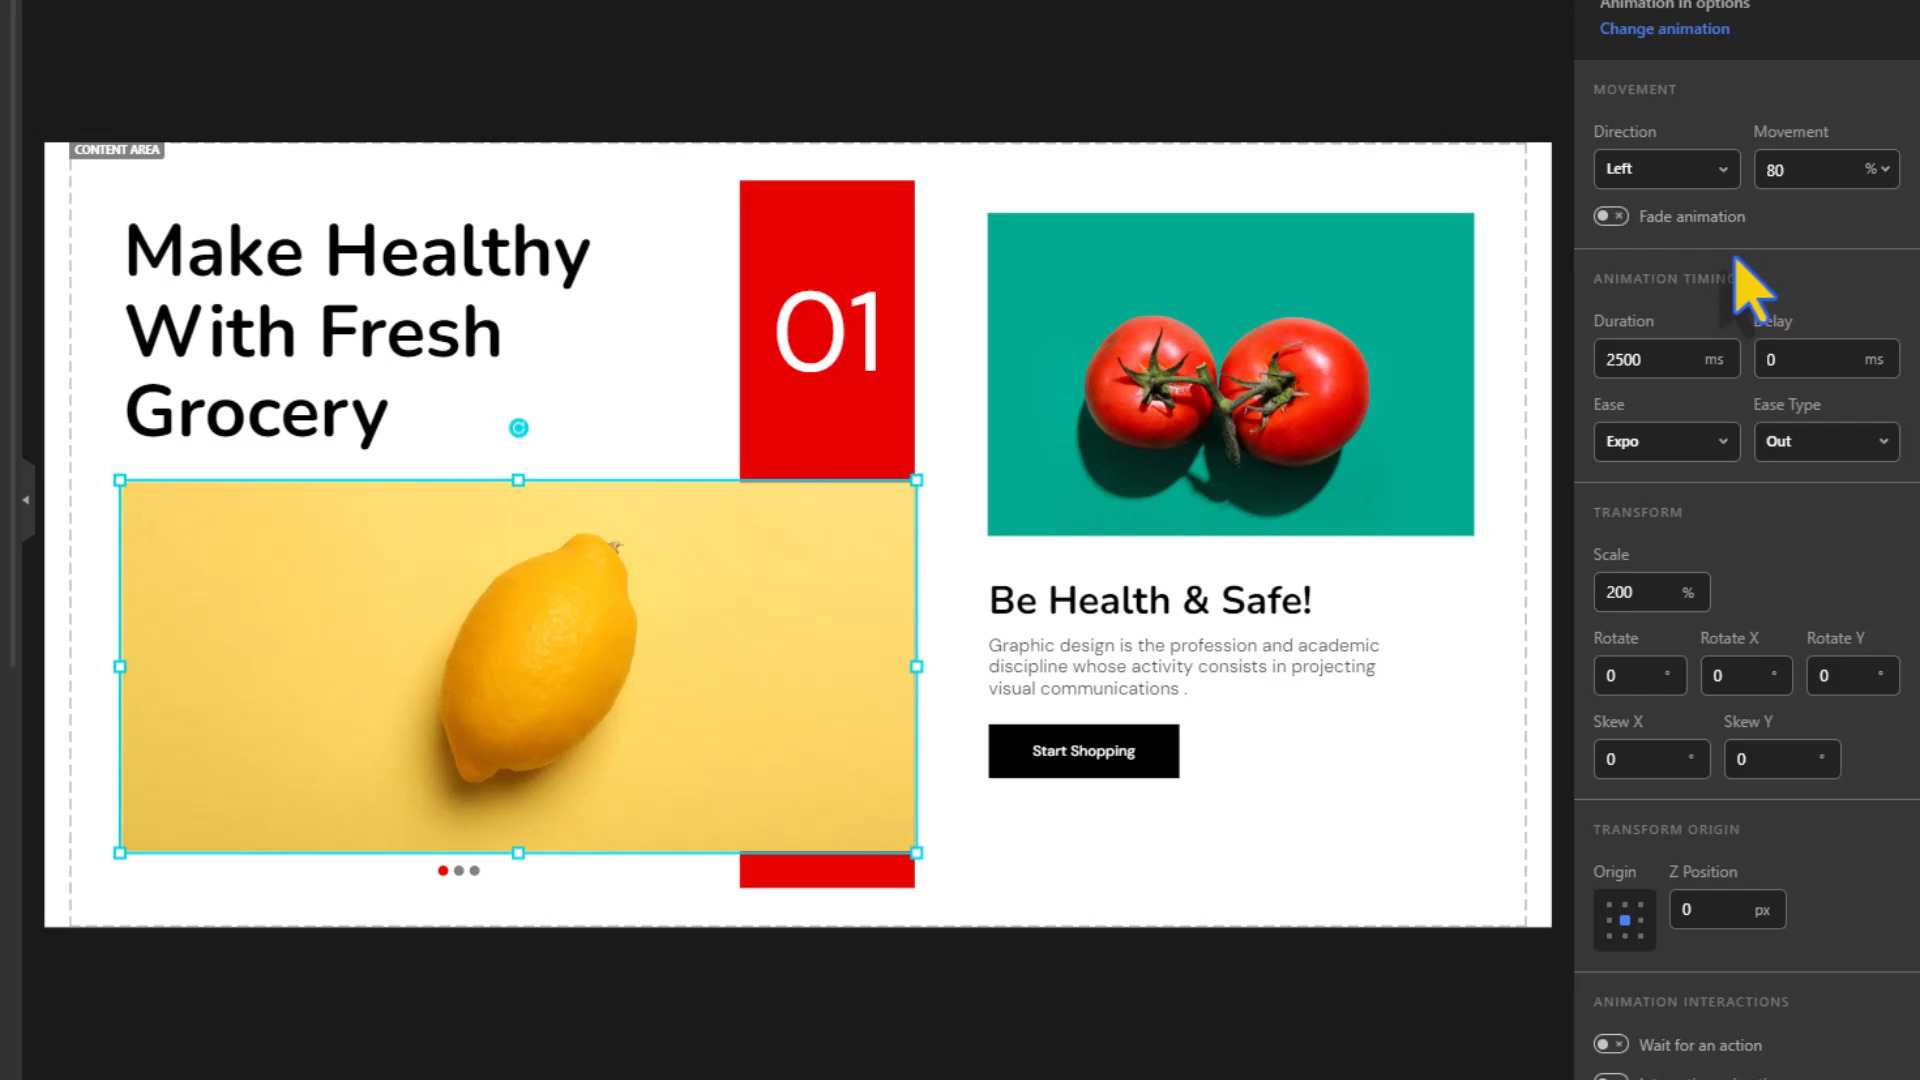 Animation in options
Change animation
MOVEMENT
Direction
Movement
Left
80
%
Fade animation
ANIMATION TIMING
Duration
Delay
2500 ms
0 ms
Ease
Ease Type
Expo
Out
TRANSFORM
Scale
200 %
Rotate
Rotate X
Rotate Y
0 °
0 °
0 °
Skew X
Skew Y
0 °
0 °
TRANSFORM ORIGIN
Origin
Z Position
0 px
ANIMATION INTERACTIONS
Wait for an action
CONTENT AREA
Make Healthy
With Fresh
Grocery
01
Be Health & Safe!
Graphic design is the profession and academic
discipline whose activity consists in projecting
visual communications .
Start Shopping